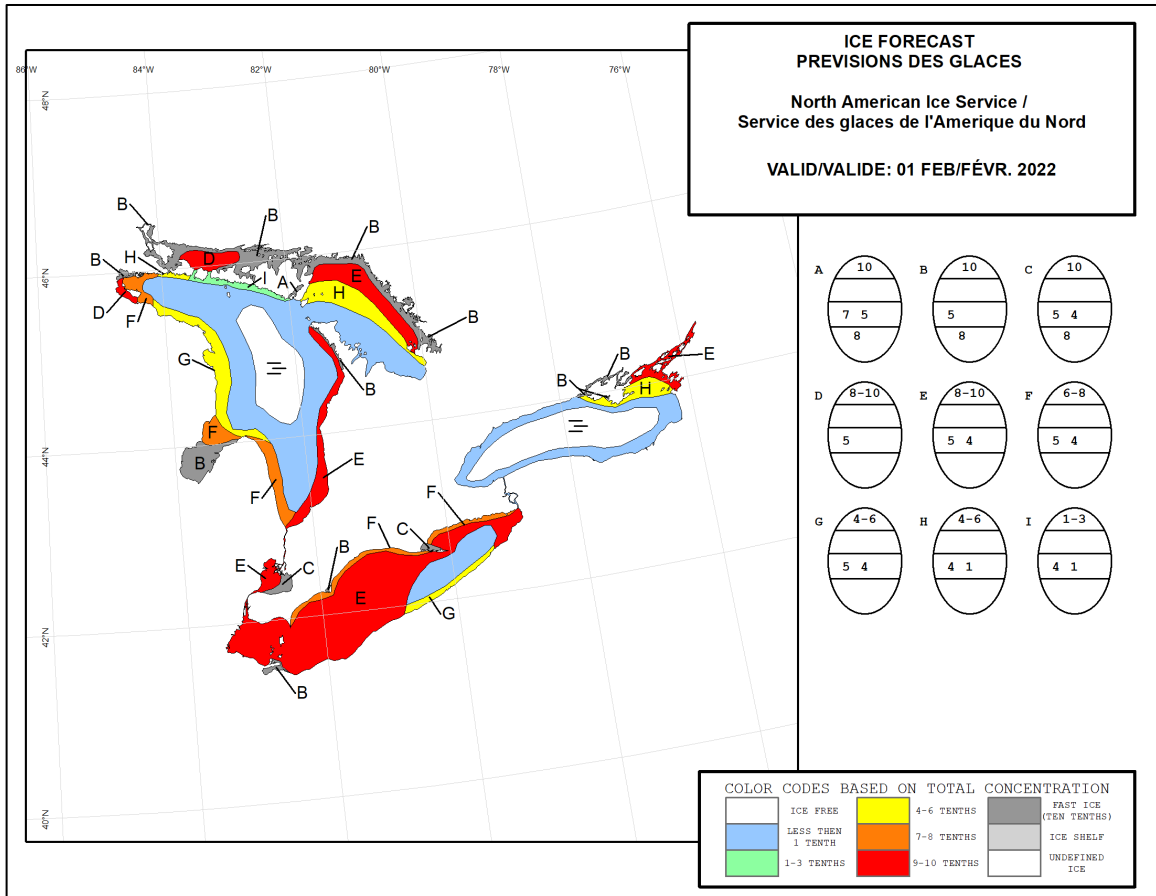 ICE FORECAST
PREVISIONS DES GLACES
North American Ice Service /
Service des glaces de l'Amerique du Nord
VALID/VALIDE: 01 FEB/FÉVR. 2022
86°W
84°W
82°W
80°W
78°W
76°W
48°N
46°N
44°N
42°N
40°N
B
B
B
B
D
H
I
A
E
H
D
F
B
G
B
F
B
E
F
B
E
B
H
F
F
C
B
E
C
E
G
B
A
10
7 5
8
B
10
5
8
C
10
5 4
8
D
8-10
5
E
8-10
5 4
F
6-8
5 4
G
4-6
5 4
H
4-6
4 1
I
1-3
4 1
COLOR CODES BASED ON TOTAL CONCENTRATION
ICE FREE
LESS THEN
1 TENTH
1-3 TENTHS
4-6 TENTHS
7-8 TENTHS
9-10 TENTHS
FAST ICE
(TEN TENTHS)
ICE SHELF
UNDEFINED
ICE